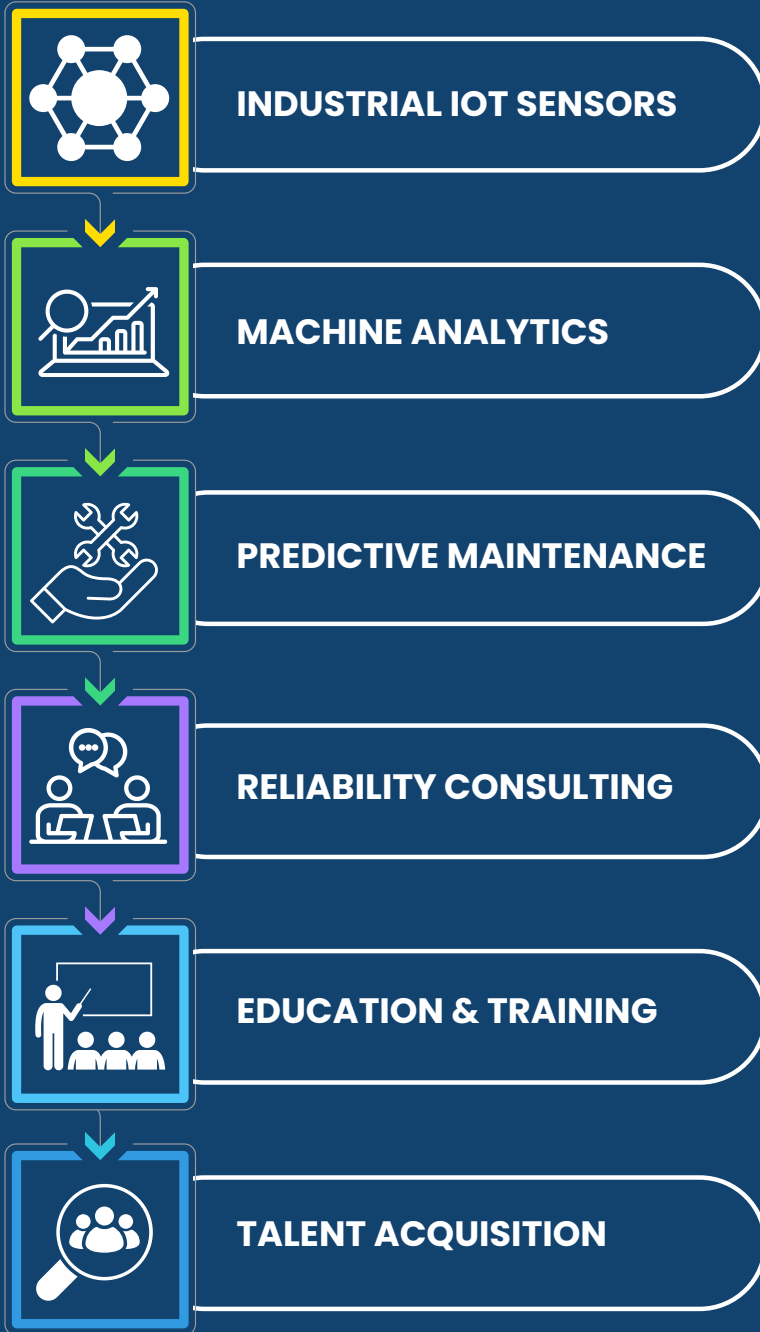 INDUSTRIAL IOT SENSORS
MACHINE ANALYTICS
PREDICTIVE MAINTENANCE
RELIABILITY CONSULTING
EDUCATION & TRAINING
TALENT ACQUISITION